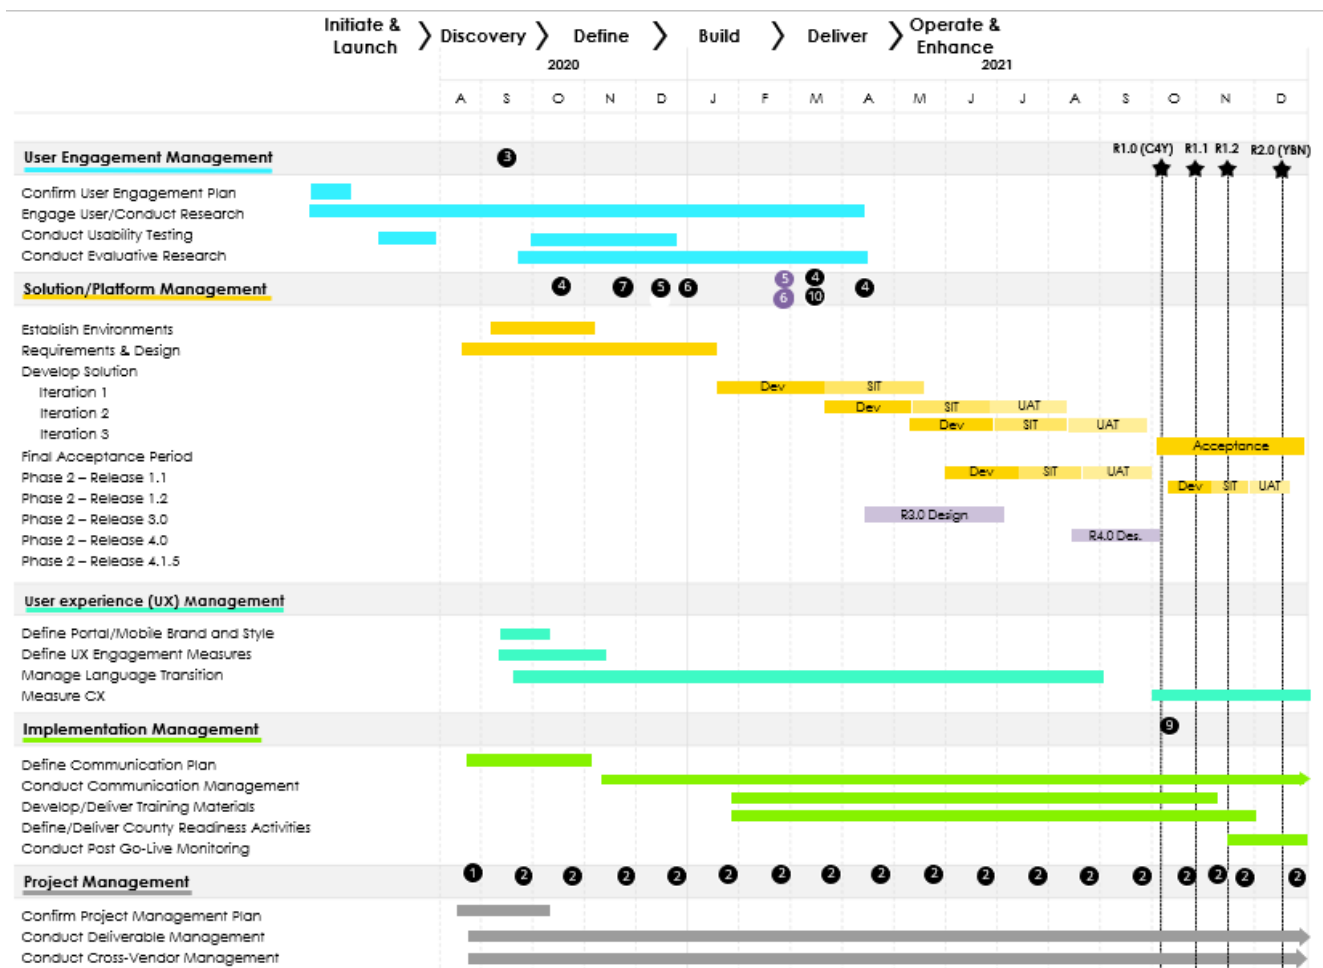 Initiate & Launch Discovery Define Build Deliver Operate & Enhance
2020 2021
A S O N D J F M A M J J A S O N D
User Engagement Management 3 R1.0 (C4Y) R1.1 R1.2 R2.0 (YBN)
Confirm User Engagement Plan
Engage User/Conduct Research
Conduct Usability Testing
Conduct Evaluative Research
Solution/Platform Management 4 7 5 6 5 6 4 10 4
Establish Environments
Requirements & Design
Develop Solution
Iteration 1 Dev SIT
Iteration 2 Dev SIT UAT
Iteration 3 Dev SIT UAT
Final Acceptance Period Acceptance
Phase 2 – Release 1.1 Dev SIT UAT
Phase 2 – Release 1.2 Dev SIT UAT
Phase 2 – Release 3.0 R3.0 Design
Phase 2 – Release 4.0 R4.0 Des.
Phase 2 – Release 4.1.5
User experience (UX) Management
Define Portal/Mobile Brand and Style
Define UX Engagement Measures
Manage Language Transition
Measure CX
Implementation Management 9
Define Communication Plan
Conduct Communication Management
Develop/Deliver Training Materials
Define/Deliver County Readiness Activities
Conduct Post Go-Live Monitoring
Project Management 1 2 2 2 2 2 2 2 2 2 2 2 2 2 2 2 2 2
Confirm Project Management Plan
Conduct Deliverable Management
Conduct Cross-Vendor Management